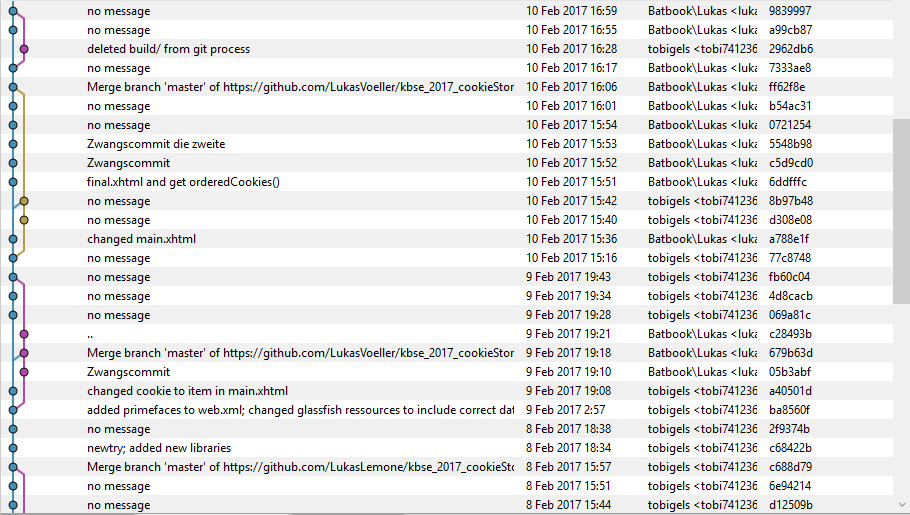 no message 10 Feb 2017 16:59 Batbook\Lukas <luka 9839997
no message 10 Feb 2017 16:55 Batbook\Lukas <luka a99cb87
deleted build/ from git process 10 Feb 2017 16:28 tobigels <tobi741236 2962db6
no message 10 Feb 2017 16:17 Batbook\Lukas <luka 7333ae8
Merge branch 'master' of https://github.com/LukasVoeller/kbse_2017_cookieStor 10 Feb 2017 16:06 Batbook\Lukas <luka ff62f8e
no message 10 Feb 2017 16:01 Batbook\Lukas <luka b54ac31
no message 10 Feb 2017 15:54 Batbook\Lukas <luka 0721254
Zwangscommit die zweite 10 Feb 2017 15:53 Batbook\Lukas <luka 5548b98
Zwangscommit 10 Feb 2017 15:52 Batbook\Lukas <luka c5d9cd0
final.xhtml and get orderedCookies() 10 Feb 2017 15:51 Batbook\Lukas <luka 6ddfffc
no message 10 Feb 2017 15:42 tobigels <tobi741236 8b97b48
no message 10 Feb 2017 15:40 tobigels <tobi741236 d308e08
changed main.xhtml 10 Feb 2017 15:36 Batbook\Lukas <luka a788e1f
no message 10 Feb 2017 15:16 tobigels <tobi741236 77c8748
no message 9 Feb 2017 19:43 tobigels <tobi741236 fb60c04
no message 9 Feb 2017 19:34 tobigels <tobi741236 4d8cacb
no message 9 Feb 2017 19:28 tobigels <tobi741236 069a81c
.. 9 Feb 2017 19:21 Batbook\Lukas <luka c28493b
Merge branch 'master' of https://github.com/LukasVoeller/kbse_2017_cookieStor 9 Feb 2017 19:18 Batbook\Lukas <luka 679b63d
Zwangscommit 9 Feb 2017 19:10 Batbook\Lukas <luka 05b3abf
changed cookie to item in main.xhtml 9 Feb 2017 19:08 tobigels <tobi741236 a40501d
added primefaces to web.xml; changed glassfish ressources to include correct dat 9 Feb 2017 2:57 tobigels <tobi741236 ba8560f
no message 8 Feb 2017 18:38 tobigels <tobi741236 2f9374b
newtry; added new libraries 8 Feb 2017 18:34 tobigels <tobi741236 c68422b
Merge branch 'master' of https://github.com/LukasLemone/kbse_2017_cookieSto 8 Feb 2017 15:57 tobigels <tobi741236 c688d79
no message 8 Feb 2017 15:51 tobigels <tobi741236 6e94214
no message 8 Feb 2017 15:44 tobigels <tobi741236 d12509b